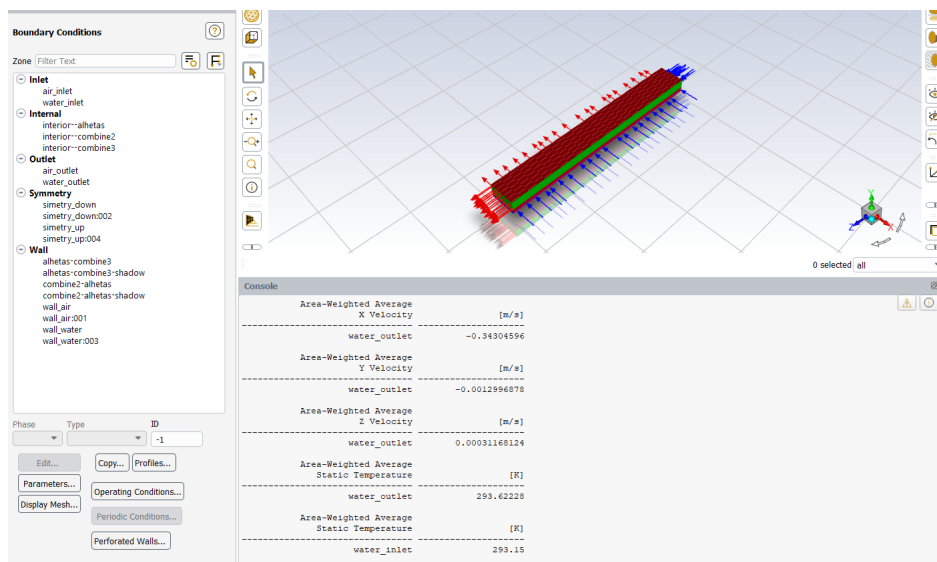 Boundary Conditions
?
Zone Filter Text
Inlet
air_inlet
water_inlet
Internal
interior--alhetas
interior--combine2
interior--combine3
Outlet
air_outlet
water_outlet
Symmetry
simetry_down
simetry_down:002
simetry_up
simetry_up:004
Wall
alhetas-combine3
alhetas-combine3-shadow
combine2-alhetas
combine2-alhetas-shadow
wall_air
wall_air:001
wall_water
wall_water:003
Phase Type ID
-1
Edit... Copy... Profiles...
Parameters... Operating Conditions...
Display Mesh...
Periodic Conditions...
Perforated Walls...
Y
Z X
0 selected all
Console
Area-Weighted Average
X Velocity [m/s]
-------------------------------- --------------------
water_outlet -0.34304596
Area-Weighted Average
Y Velocity [m/s]
-------------------------------- --------------------
water_outlet -0.0012996878
Area-Weighted Average
Z Velocity [m/s]
-------------------------------- --------------------
water_outlet 0.00031168124
Area-Weighted Average
Static Temperature [K]
-------------------------------- --------------------
water_outlet 293.62228
Area-Weighted Average
Static Temperature [K]
-------------------------------- --------------------
water_inlet 293.15